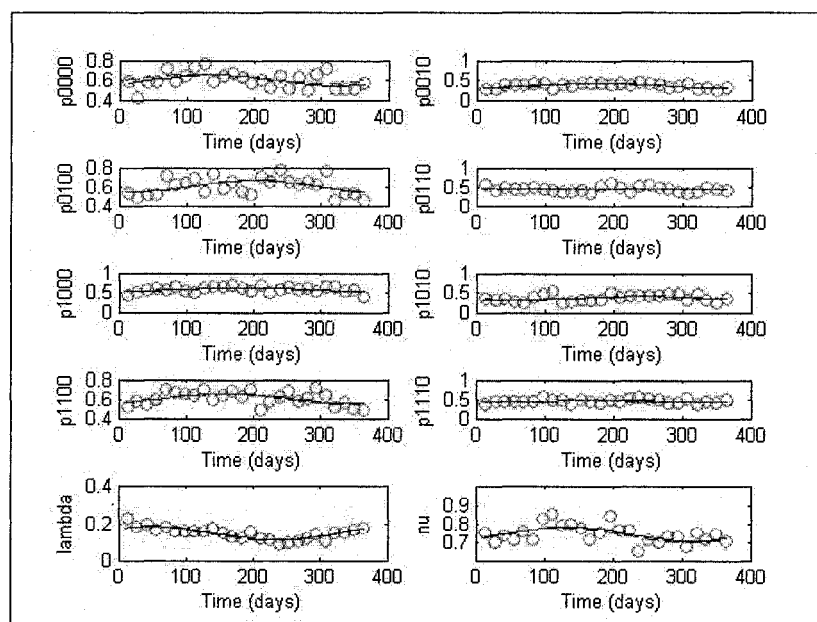 0.8 0.6 0.4 p0000 0 100 200 300 400 Time (days)
1 0.5 0 p0010 0 100 200 300 400 Time (days)
0.8 0.6 0.4 p0100 0 100 200 300 400 Time (days)
1 0.5 0 p0110 0 100 200 300 400 Time (days)
1 0.5 0 p1000 0 100 200 300 400 Time (days)
1 0.5 0 p1010 0 100 200 300 400 Time (days)
0.8 0.6 0.4 p1100 0 100 200 300 400 Time (days)
1 0.5 0 p1110 0 100 200 300 400 Time (days)
0.4 0.2 0 lambda 0 100 200 300 400 Time (days)
0.9 0.8 0.7 nu 0 100 200 300 400 Time (days)